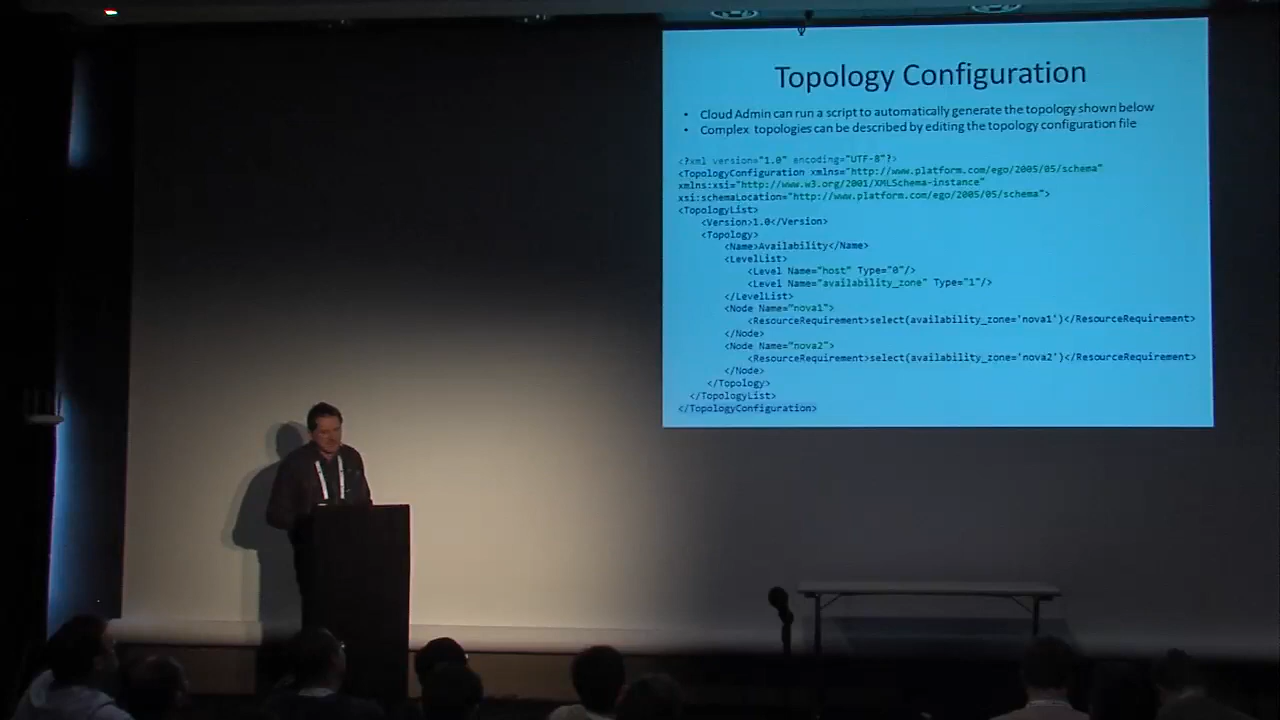 Topology Configuration
• Cloud Admin can run a script to automatically generate the topology shown below
• Complex topologies can be described by editing the topology configuration file
<?xml version="1.0" encoding="UTF-8"?>
<TopologyConfiguration xmlns="http://www.platform.com/ego/2005/05/schema"
xmlns:xsi="http://www.w3.org/2001/XMLSchema-instance"
xsi:schemaLocation="http://www.platform.com/ego/2005/05/schema">
<TopologyList>
<Version>1.0</Version>
<Topology>
<Name>Availability</Name>
<LevelList>
<Level Name="host" Type="0"/>
<Level Name="availability_zone" Type="1"/>
</LevelList>
<Node Name="nova1">
<ResourceRequirement>select(availability_zone='nova1')</ResourceRequirement>
</Node>
<Node Name="nova2">
<ResourceRequirement>select(availability_zone='nova2')</ResourceRequirement>
</Node>
</Topology>
</TopologyList>
</TopologyConfiguration>